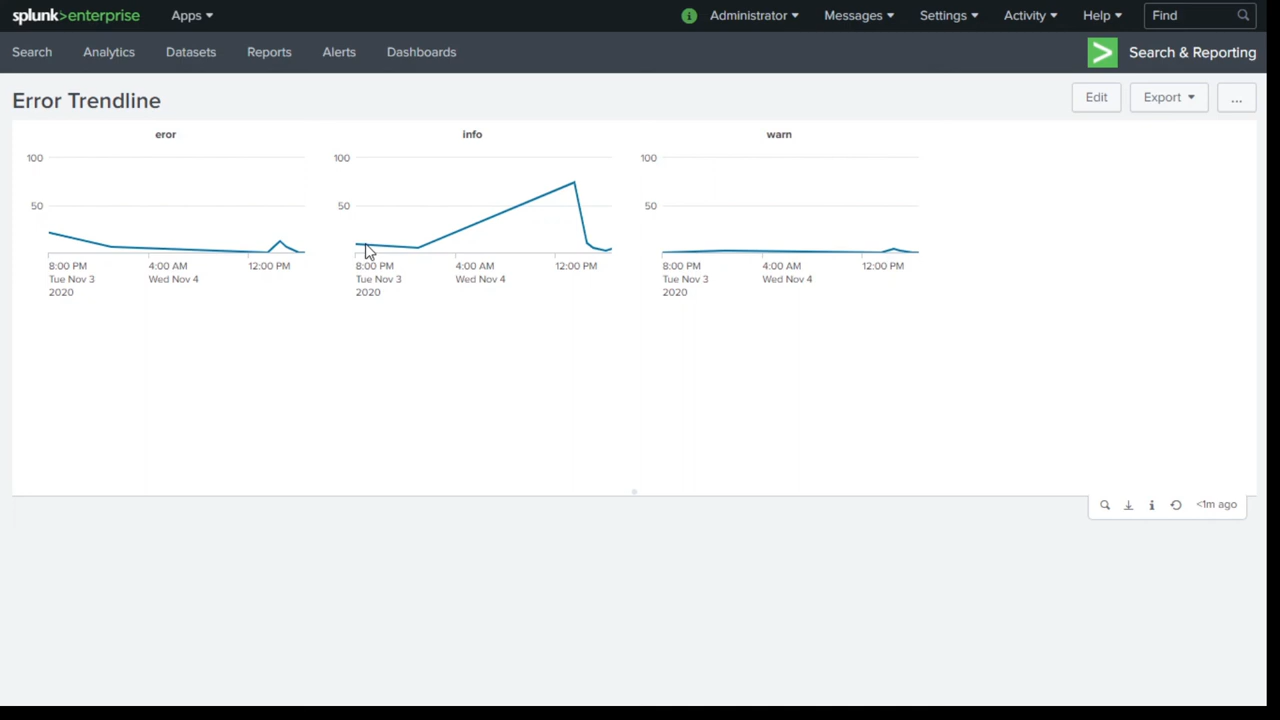 splunk>enterprise Apps Administrator Messages Settings Activity Help Find
Search Analytics Datasets Reports Alerts Dashboards Search & Reporting
Error Trendline Edit Export ...
eror
100
50
8:00 PM 4:00 AM 12:00 PM
Tue Nov 3 Wed Nov 4
2020
info
100
50
8:00 PM 4:00 AM 12:00 PM
Tue Nov 3 Wed Nov 4
2020
warn
100
50
8:00 PM 4:00 AM 12:00 PM
Tue Nov 3 Wed Nov 4
2020
<1m ago